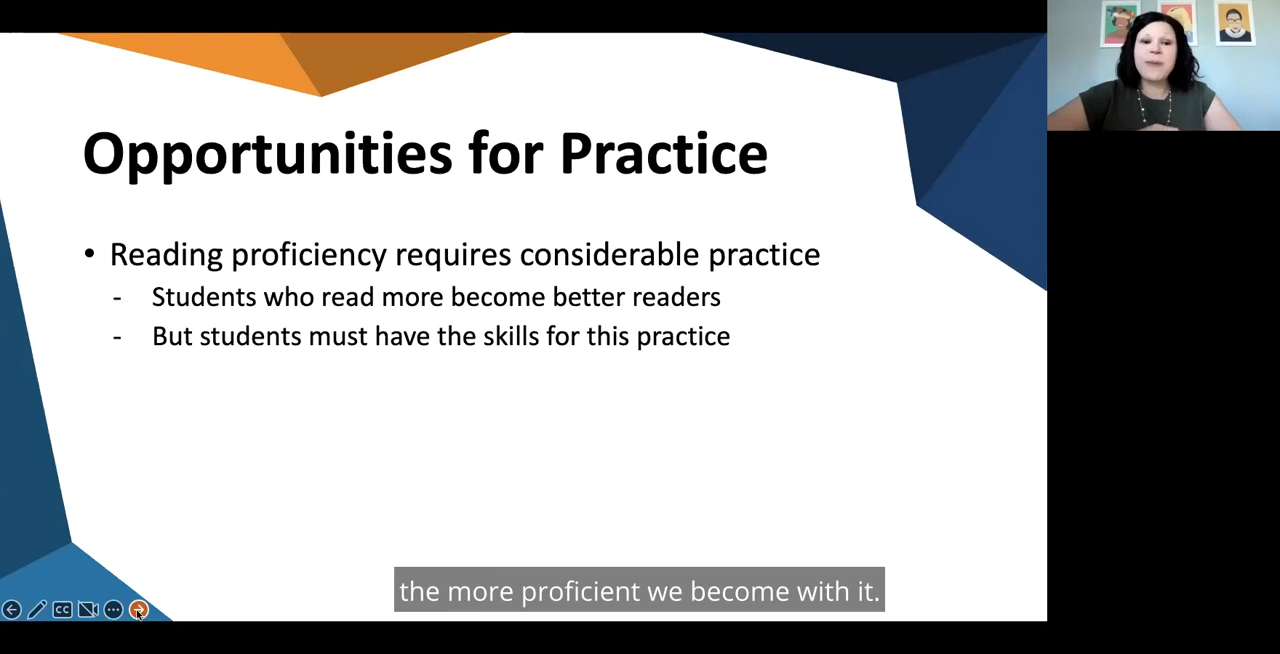 Opportunities for Practice
• Reading proficiency requires considerable practice
- Students who read more become better readers
- But students must have the skills for this practice
the more proficient we become with it.
CC